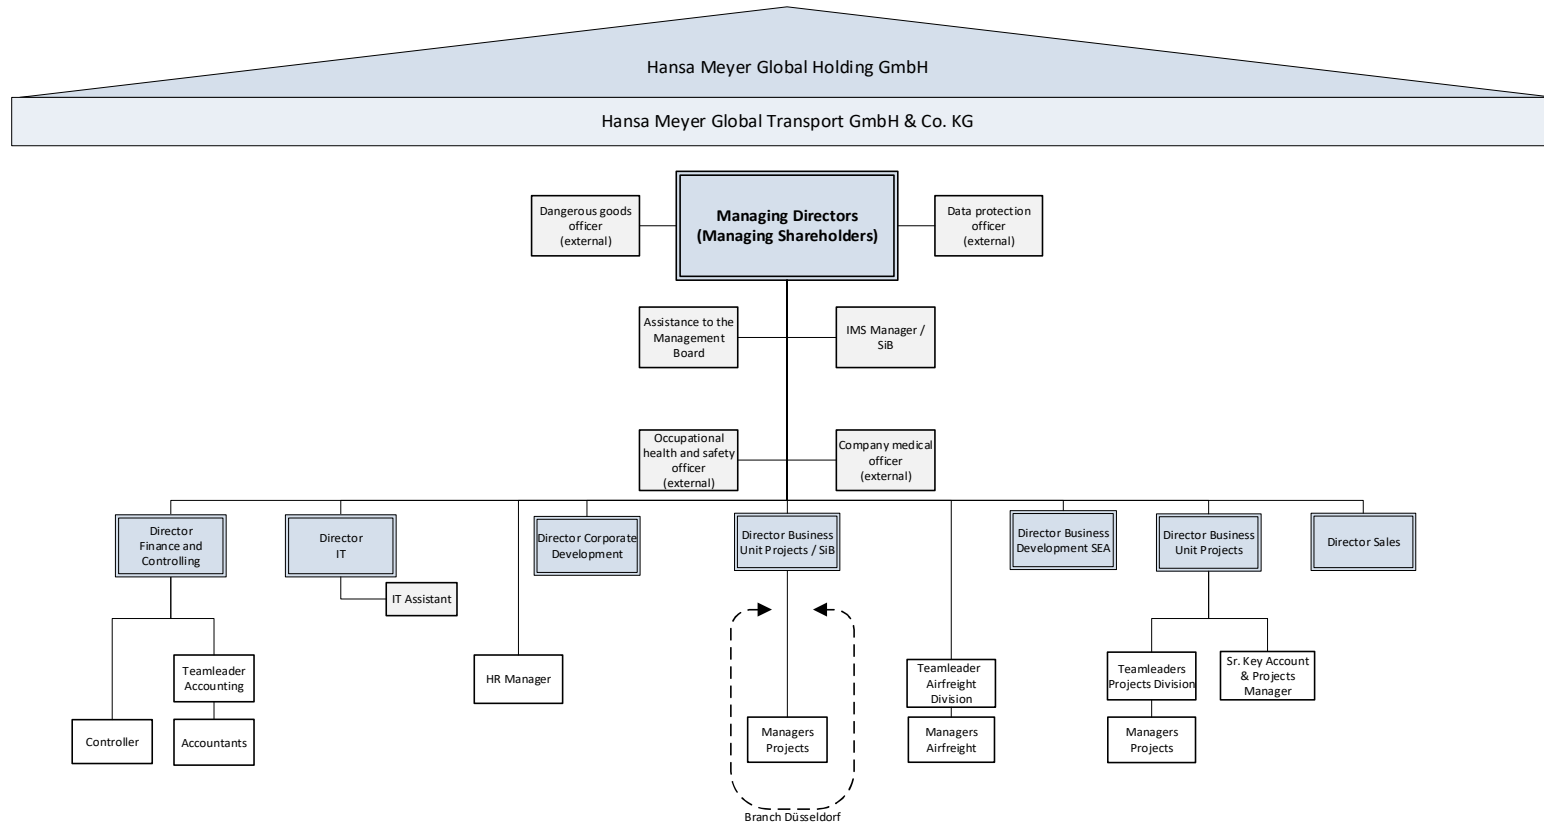 Hansa Meyer Global Holding GmbH
Hansa Meyer Global Transport GmbH & Co. KG
Dangerous goods
officer
(external)
Managing Directors
(Managing Shareholders)
Data protection
officer
(external)
Assistance to the
Management
Board
IMS Manager /
SiB
Occupational
health and safety
officer
(external)
Company medical
officer
(external)
Director
Finance and
Controlling
Director
IT
Director Corporate
Development
Director Business
Unit Projects / SiB
Director Business
Development SEA
Director Business
Unit Projects
Director Sales
IT Assistant
Teamleader
Accounting
HR Manager
Teamleader
Airfreight
Division
Teamleaders
Projects Division
Sr. Key Account
& Projects
Manager
Controller
Accountants
Managers
Projects
Managers
Airfreight
Managers
Projects
Branch Düsseldorf